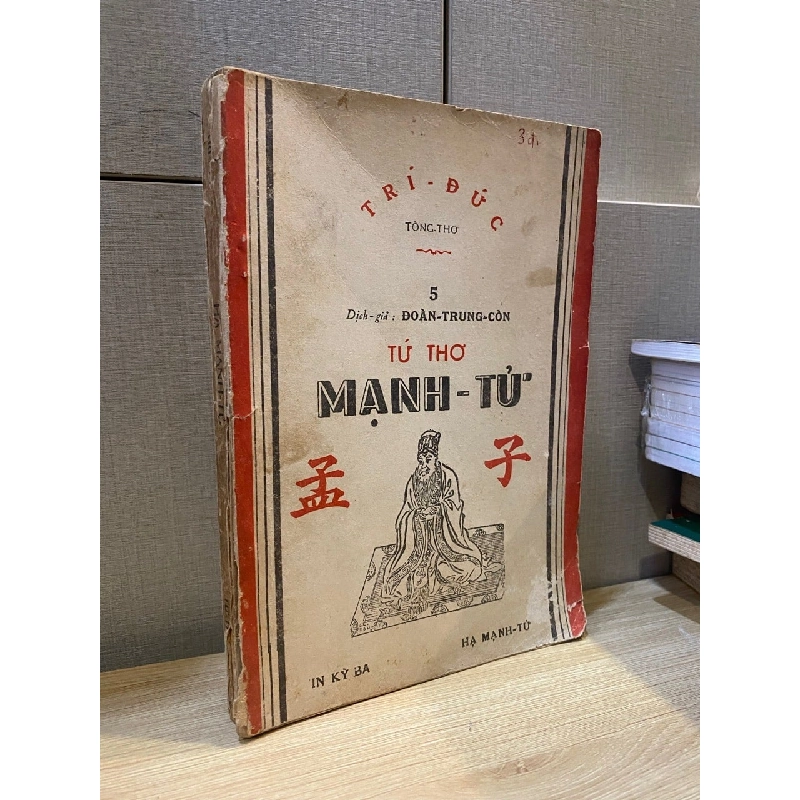 3đ.
TRÍ-ĐỨC
TÒNG-THƠ
5
Dịch-giả: ĐOÀN-TRUNG-CÒN
TỨ THƠ
MẠNH-TỬ
孟子
HẠ MẠNH-TỬ
IN KỲ BA